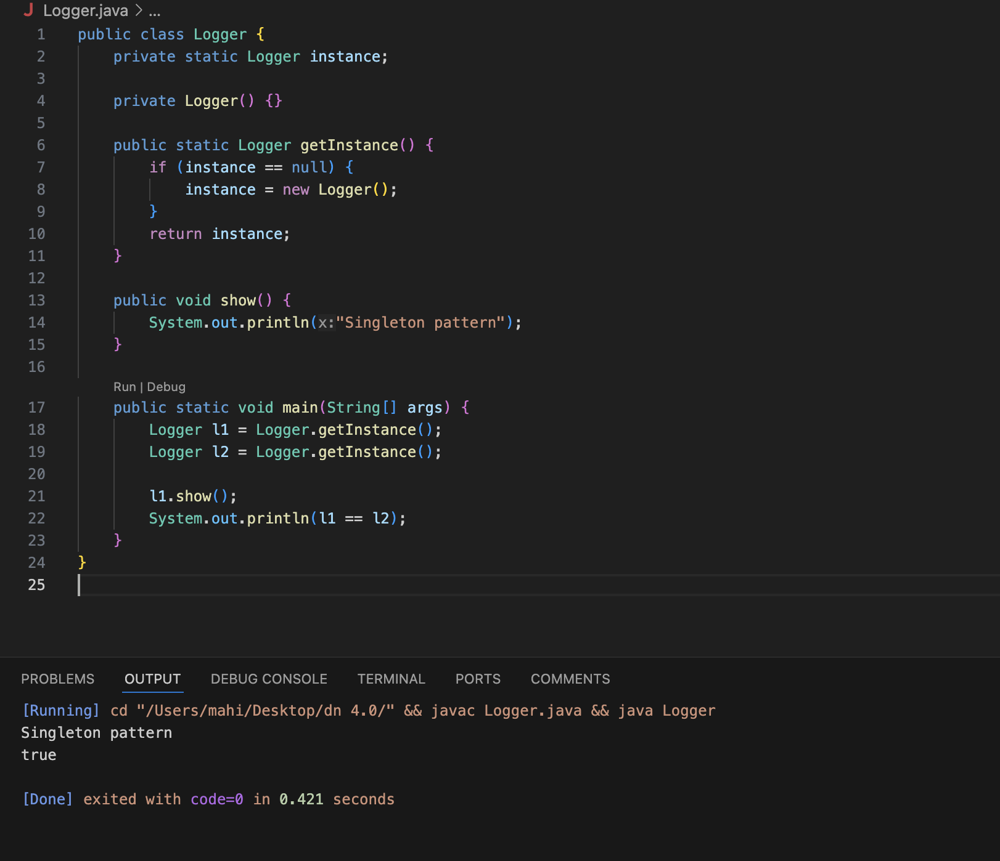 Logger.java > ...
1 public class Logger {
2     private static Logger instance;
3
4     private Logger() {}
5
6     public static Logger getInstance() {
7         if (instance == null) {
8             instance = new Logger();
9         }
10         return instance;
11     }
12
13     public void show() {
14         System.out.println(x:"Singleton pattern");
15     }
16
Run | Debug
17     public static void main(String[] args) {
18         Logger l1 = Logger.getInstance();
19         Logger l2 = Logger.getInstance();
20
21         l1.show();
22         System.out.println(l1 == l2);
23     }
24 }
25
PROBLEMS OUTPUT DEBUG CONSOLE TERMINAL PORTS COMMENTS
[Running] cd "/Users/mahi/Desktop/dn 4.0/" && javac Logger.java && java Logger
Singleton pattern
true
[Done] exited with code=0 in 0.421 seconds